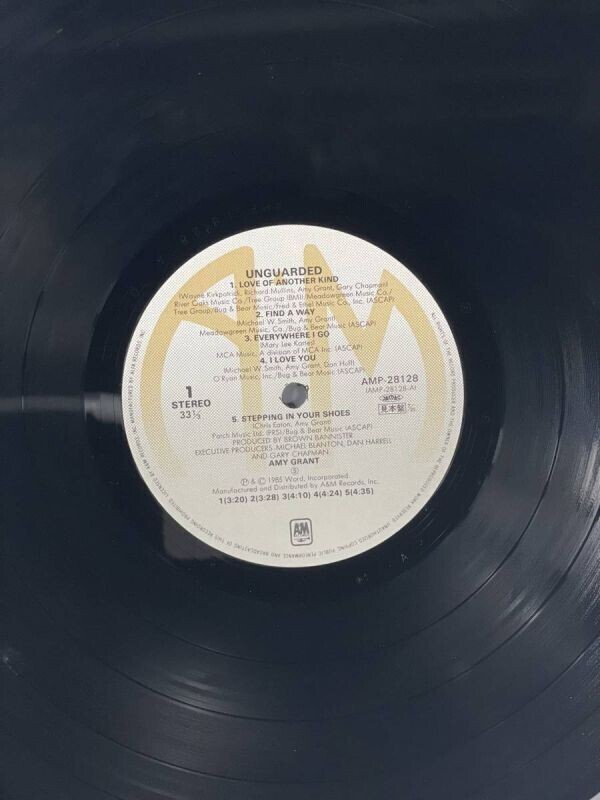 UNGUARDED
1. LOVE OF ANOTHER KIND
(Wayne Kirkpatrick, Richard Mullins, Amy Grant, Gary Chapman)
River Oaks Music Co./Tree Group (BMI)/Meadowgreen Music Co./
Tree Group/Bug & Bear Music/Fred & Ethel Music Co., Inc. (ASCAP)
2. FIND A WAY
(Michael W. Smith, Amy Grant)
Meadowgreen Music, Co./Bug & Bear Music (ASCAP)
3. EVERYWHERE I GO
(Mary Lee Kortes)
MCA Music, A division of MCA Inc. (ASCAP)
4. I LOVE YOU
(Michael W. Smith, Amy Grant, Dan Huff)
O'Ryan Music, Inc./Bug & Bear Music (ASCAP)
1
STEREO
33⅓
AMP-28128
(AMP-28128-A)
見本盤
5. STEPPING IN YOUR SHOES
(Chris Eaton, Amy Grant)
Patch Music Ltd. (PRS)/Bug & Bear Music (ASCAP)
PRODUCED BY BROWN BANNISTER
EXECUTIVE PRODUCERS: MICHAEL BLANTON, DAN HARRELL
AND GARY CHAPMAN
AMY GRANT
Ⓢ
℗ & © 1985 Word, Incorporated.
Manufactured and Distributed by A&M Records, Inc.
1(3:20) 2(3:28) 3(4:10) 4(4:24) 5(4:35)
A&M